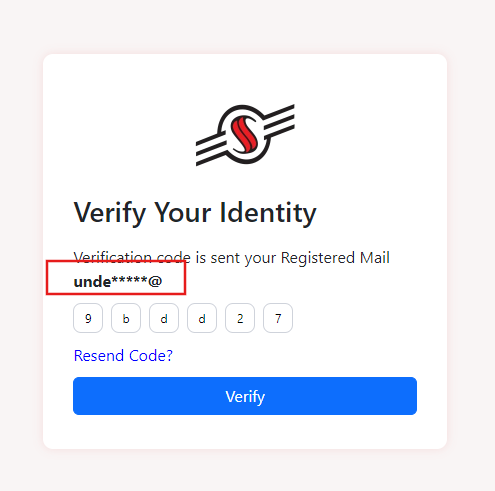 Verify Your Identity
Verification code is sent your Registered Mail
unde*****@
9 b d d 2 7
Resend Code?
Verify